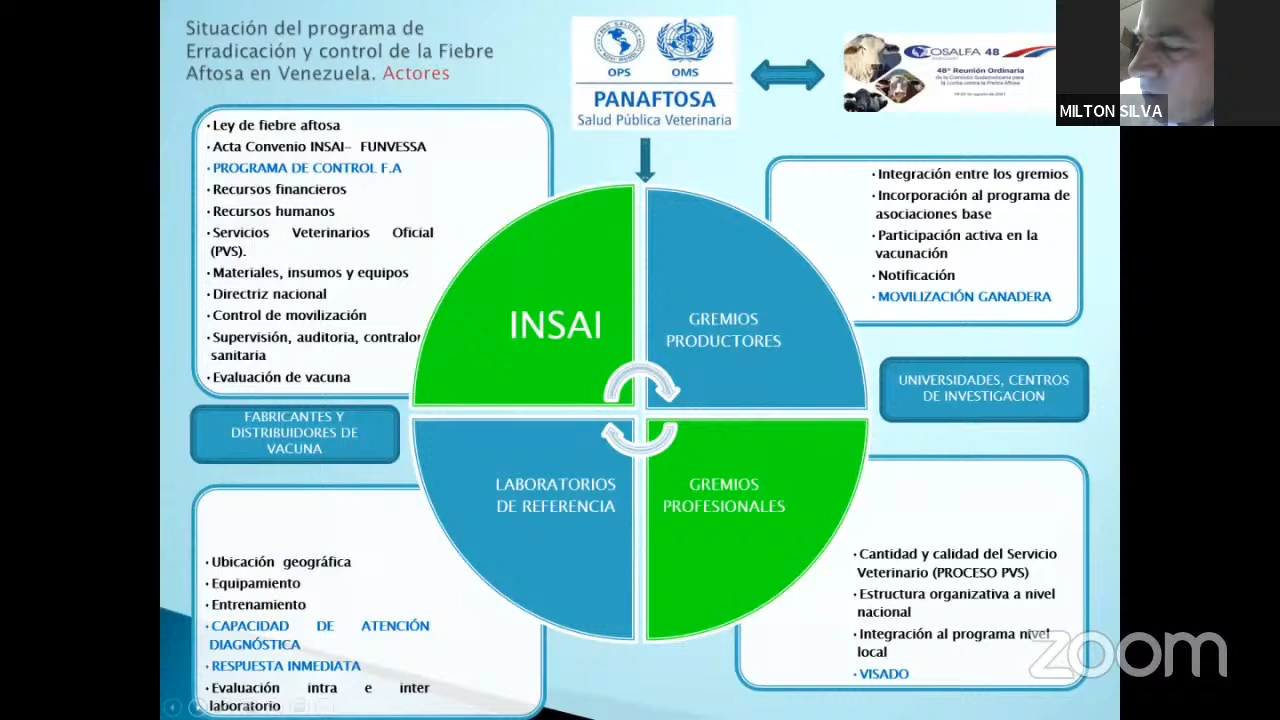 Situación del programa de
Erradicación y control de la Fiebre
Aftosa en Venezuela. Actores
OPS
OMS
PANAFTOSA
Salud Pública Veterinaria
COSALFA 48
48ª Reunión Ordinaria
MILTON SILVA
· Ley de fiebre aftosa
· Acta Convenio INSAI– FUNVESSA
· PROGRAMA DE CONTROL F.A
· Recursos financieros
· Recursos humanos
· Servicios Veterinarios Oficial
(PVS).
· Materiales, insumos y equipos
· Directriz nacional
· Control de movilización
· Supervisión, auditoria, contralor
sanitaria
· Evaluación de vacuna
· Integración entre los gremios
· Incorporación al programa de
asociaciones base
· Participación activa en la
vacunación
· Notificación
· MOVILIZACIÓN GANADERA
INSAI
GREMIOS
PRODUCTORES
FABRICANTES Y
DISTRIBUIDORES DE
VACUNA
UNIVERSIDADES, CENTROS
DE INVESTIGACION
LABORATORIOS
DE REFERENCIA
GREMIOS
PROFESIONALES
· Ubicación geográfica
· Equipamiento
· Entrenamiento
· CAPACIDAD DE ATENCIÓN
DIAGNÓSTICA
· RESPUESTA INMEDIATA
· Evaluación intra e inter
laboratorio
· Cantidad y calidad del Servicio
Veterinario (PROCESO PVS)
· Estructura organizativa a nivel
nacional
· Integración al programa nivel
local
· VISADO
zoom